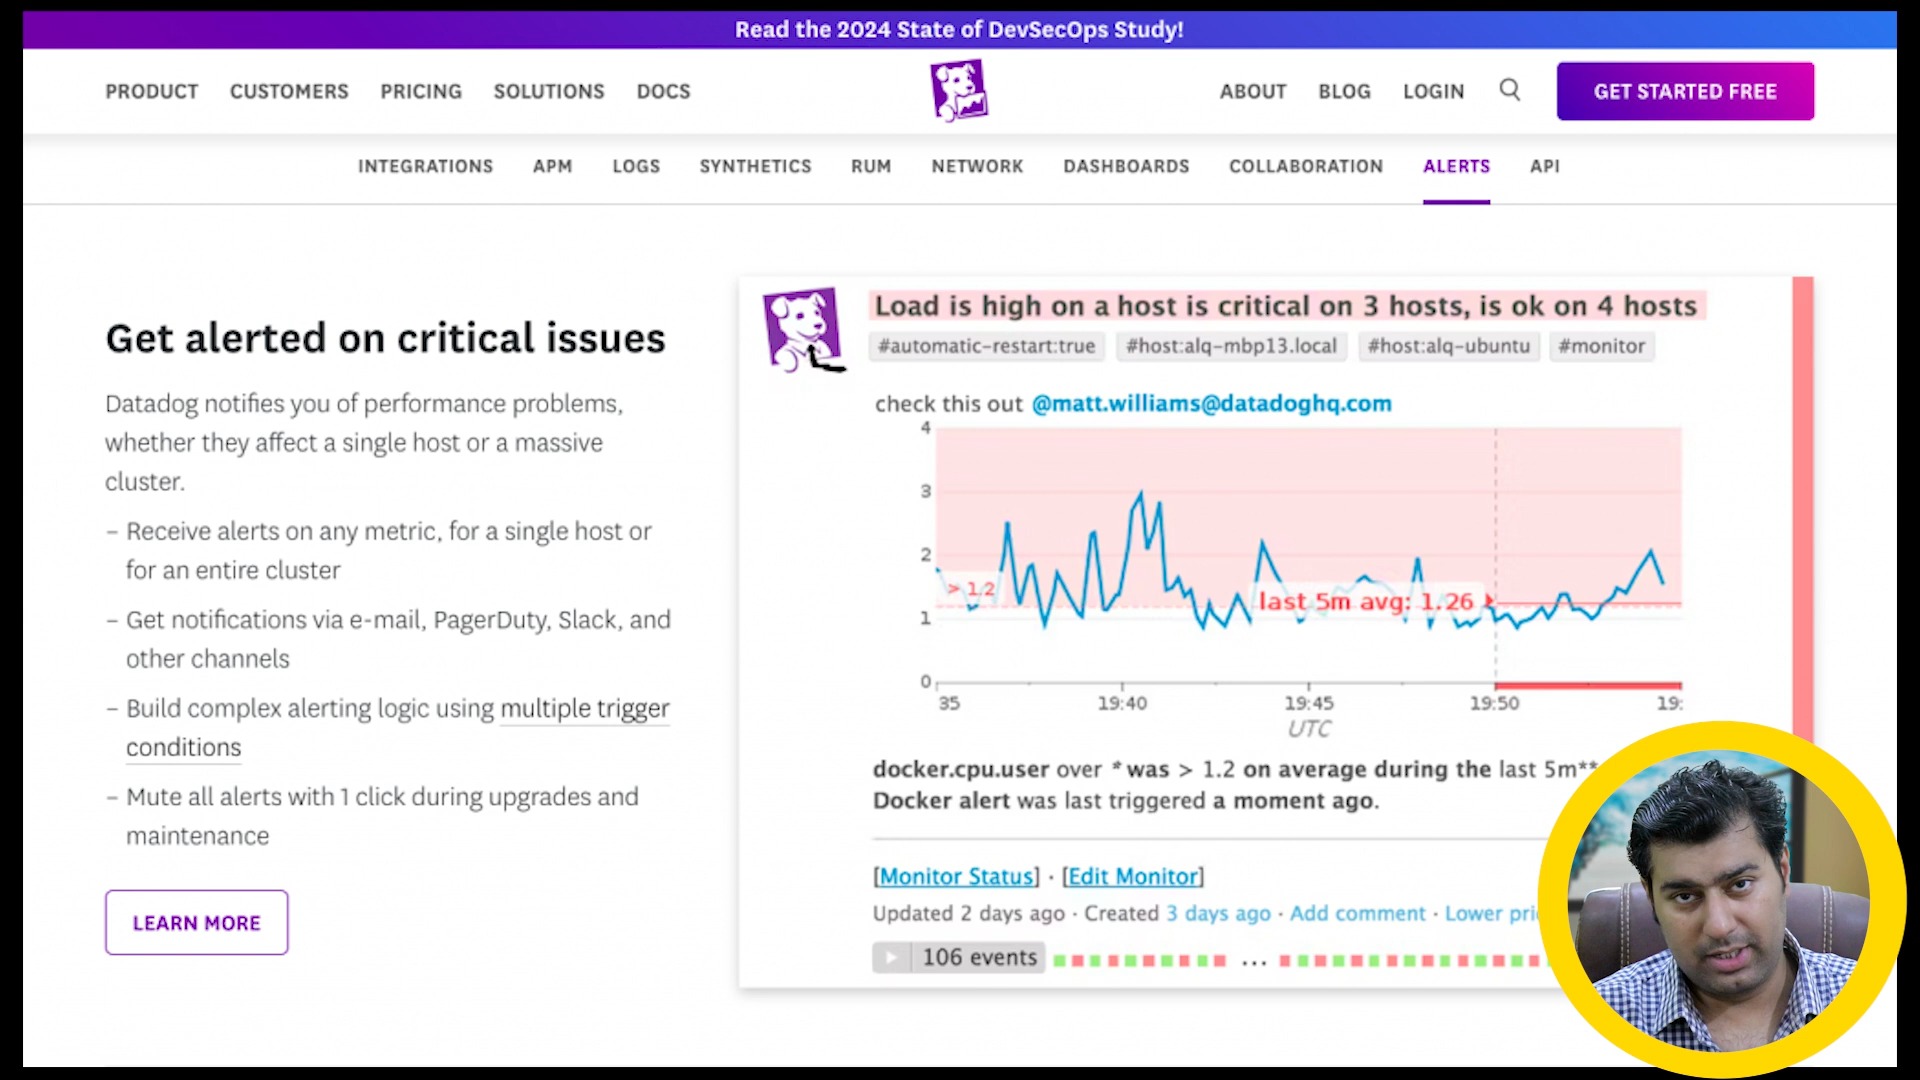 Read the 2024 State of DevSecOps Study!
PRODUCT CUSTOMERS PRICING SOLUTIONS DOCS ABOUT BLOG LOGIN GET STARTED FREE
INTEGRATIONS APM LOGS SYNTHETICS RUM NETWORK DASHBOARDS COLLABORATION ALERTS API
Get alerted on critical issues
Datadog notifies you of performance problems,
whether they affect a single host or a massive
cluster.
– Receive alerts on any metric, for a single host or
for an entire cluster
– Get notifications via e-mail, PagerDuty, Slack, and
other channels
– Build complex alerting logic using multiple trigger
conditions
– Mute all alerts with 1 click during upgrades and
maintenance
LEARN MORE
Load is high on a host is critical on 3 hosts, is ok on 4 hosts
#automatic-restart:true #host:alq-mbp13.local #host:alq-ubuntu #monitor
check this out @matt.williams@datadoghq.com
4
3
2
> 1.2
last 5m avg: 1.26
1
0
35 19:40 19:45 19:50 19:
UTC
docker.cpu.user over * was > 1.2 on average during the last 5m**
Docker alert was last triggered a moment ago.
[Monitor Status] · [Edit Monitor]
Updated 2 days ago · Created 3 days ago · Add comment · Lower pri
106 events ...